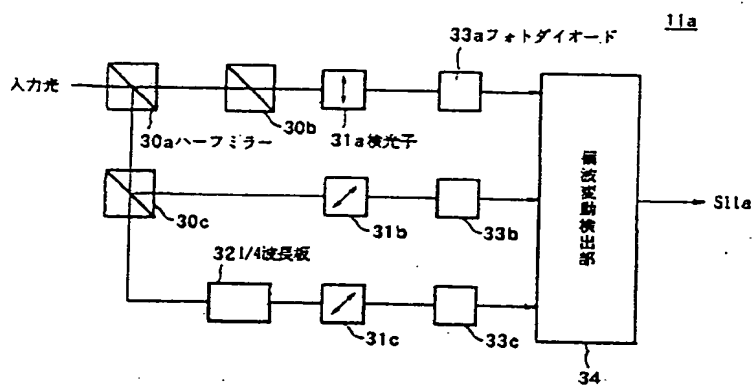 11a
33aフォトダイオード
入力光
30aハーフミラー
30b
31a検光子
偏波変動検出部
S11a
30c
31b
33b
321/4波長板
31c
33c
34